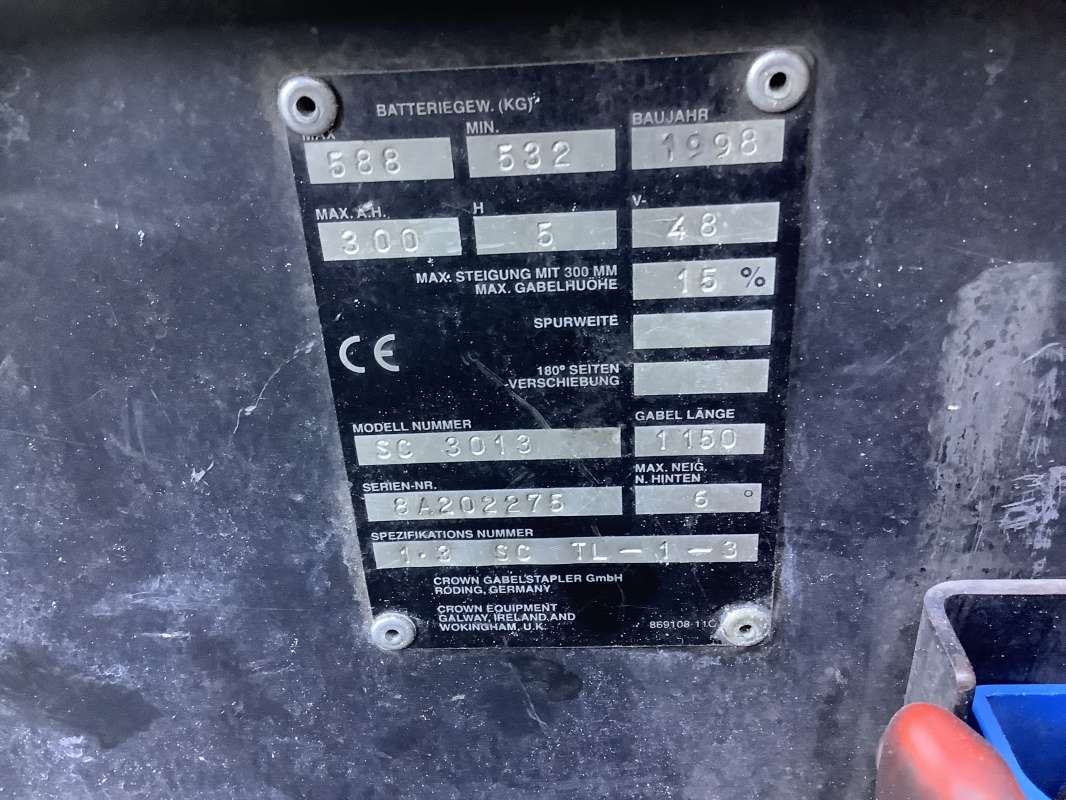 BATTERIEGEW. (KG)
MAX MIN. BAUJAHR
588 532 1998
MAX. A.H. H V-
300 5 48
MAX. STEIGUNG MIT 300 MM
MAX. GABELHUÖHE
15 %
SPURWEITE
CE
180° SEITEN
-VERSCHIEBUNG
MODELL NUMMER GABEL LÄNGE
SC 3013 1150
SERIEN-NR. MAX. NEIG.
N. HINTEN
8A202275 6 °
SPEZIFIKATIONS NUMMER
1.3 SC TL-1-3
CROWN GABELSTAPLER GmbH
RODING, GERMANY
CROWN EQUIPMENT
GALWAY, IRELAND.AND
WOKINGHAM, U.K.
869108 11C